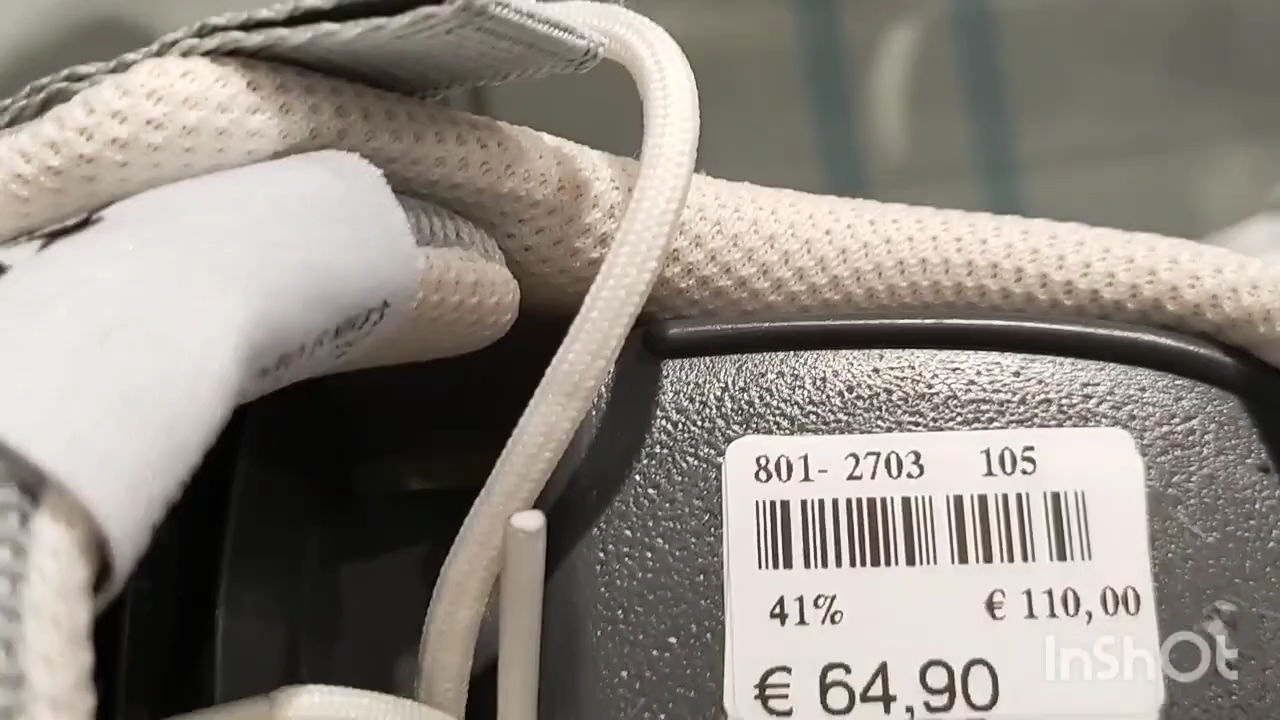 801- 2703 105
41% € 110,00
€ 64,90
InShOt